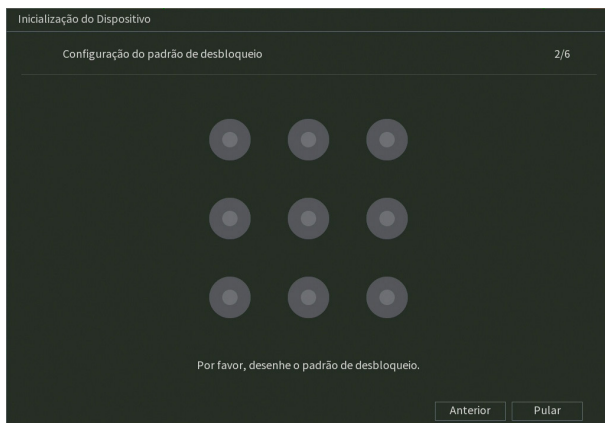 Inicialização do Dispositivo
Configuração do padrão de desbloqueio 2/6
Por favor, desenhe o padrão de desbloqueio.
Anterior Pular